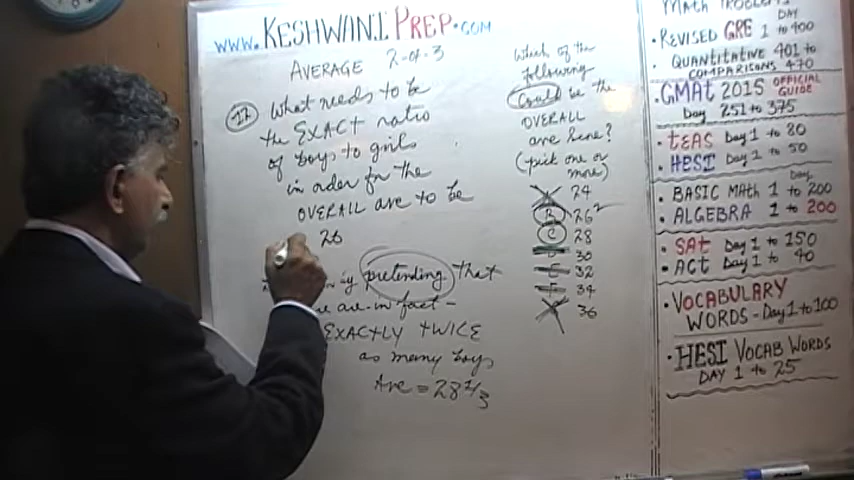 WWW.KESHWANIPREP.COM
AVERAGE 2-of-3
What needs to be
the EXACT ratio
of boys to girls
in order for the
OVERALL ave to be
26
pretending that
are in fact -
EXACTLY TWICE
as many boys
Ave = 28 2/3
Which of the
following
Could be the
OVERALL
ave here?
(pick one or
more)
24
B 26
C 28
30
32
34
36
MATH PROBLEMS
DAY
• REVISED GRE 1 to 400
• QUANTITATIVE 401 to
COMPARISONS 470
• GMAT 2015 OFFICIAL
GUIDE
Day 251 to 375
• TEAS Day 1 to 80
• HESI Day 1 to 50
Day
• BASIC MATH 1 to 200
• ALGEBRA 1 to 200
• SAT Day 1 to 150
• ACT Day 1 to 40
• VOCABULARY
WORDS - Day 1 to 100
• HESI VOCAB WORDS
DAY 1 to 25